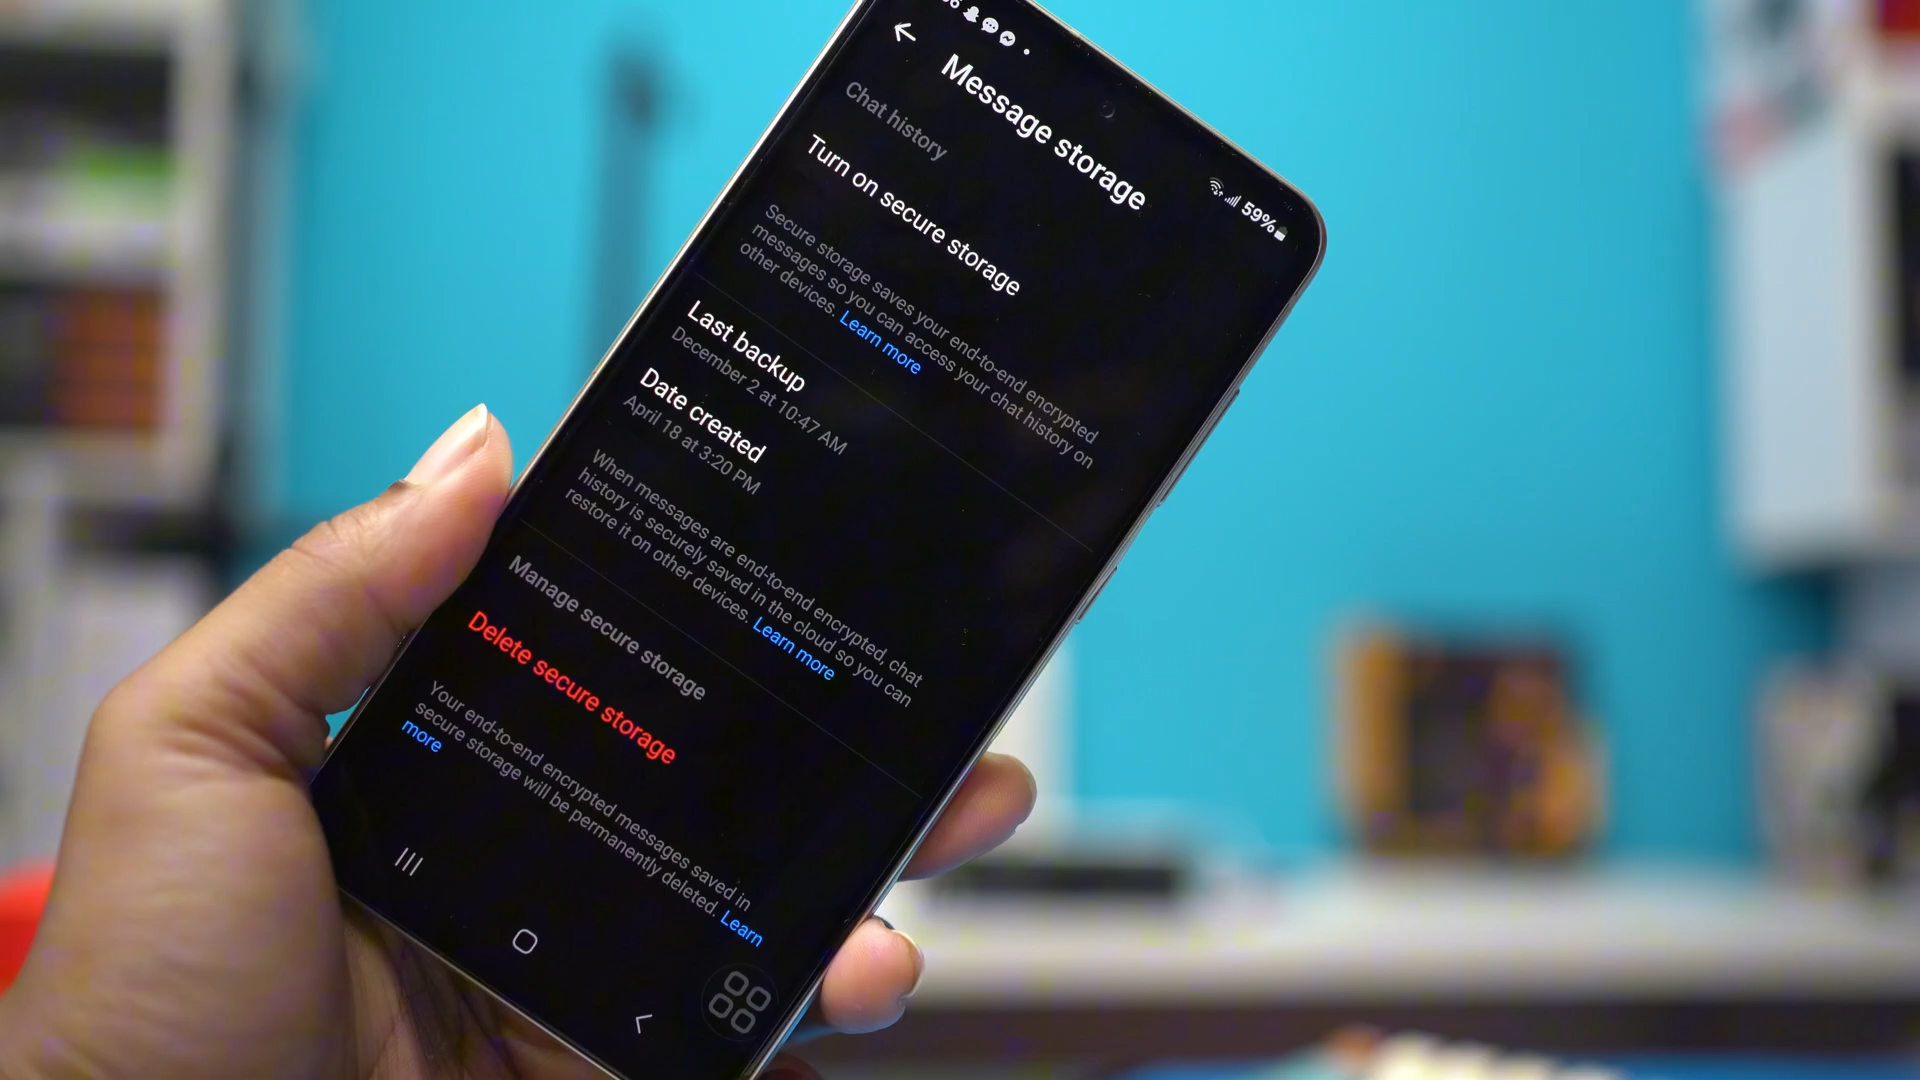 59%
Message storage
Chat history
Turn on secure storage
Secure storage saves your end-to-end encrypted
messages so you can access your chat history on
other devices. Learn more
Last backup
December 2 at 10:47 AM
Date created
April 18 at 3:20 PM
When messages are end-to-end encrypted, chat
history is securely saved in the cloud so you can
restore it on other devices. Learn more
Manage secure storage
Delete secure storage
Your end-to-end encrypted messages saved in
secure storage will be permanently deleted. Learn
more